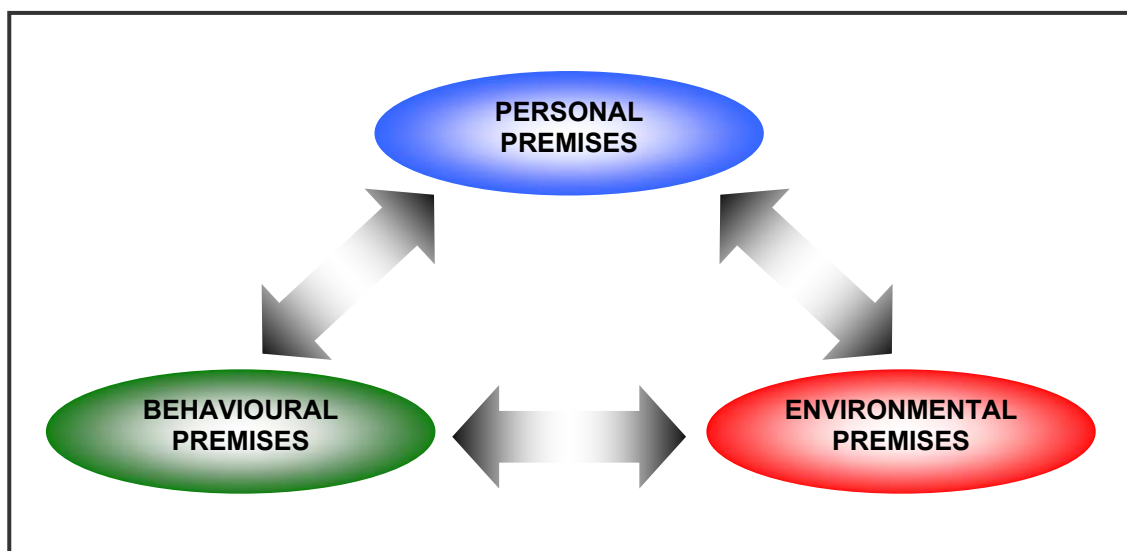 PERSONAL
PREMISES
BEHAVIOURAL
PREMISES
ENVIRONMENTAL
PREMISES